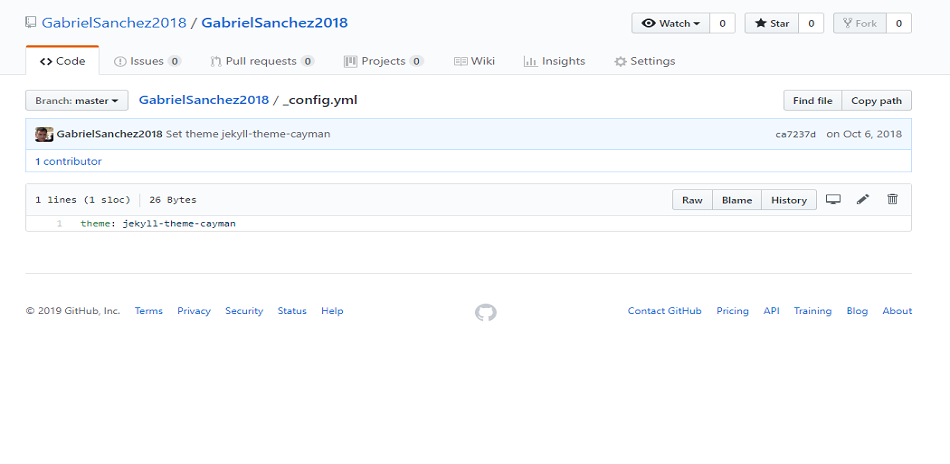 GabrielSanchez2018 / GabrielSanchez2018 Watch 0 Star 0 Fork 0
Code Issues 0 Pull requests 0 Projects 0 Wiki Insights Settings
Branch: master GabrielSanchez2018 / _config.yml Find file Copy path
GabrielSanchez2018 Set theme jekyll-theme-cayman ca7237d on Oct 6, 2018
1 contributor
1 lines (1 sloc) 26 Bytes Raw Blame History
1 theme: jekyll-theme-cayman
© 2019 GitHub, Inc. Terms Privacy Security Status Help Contact GitHub Pricing API Training Blog About